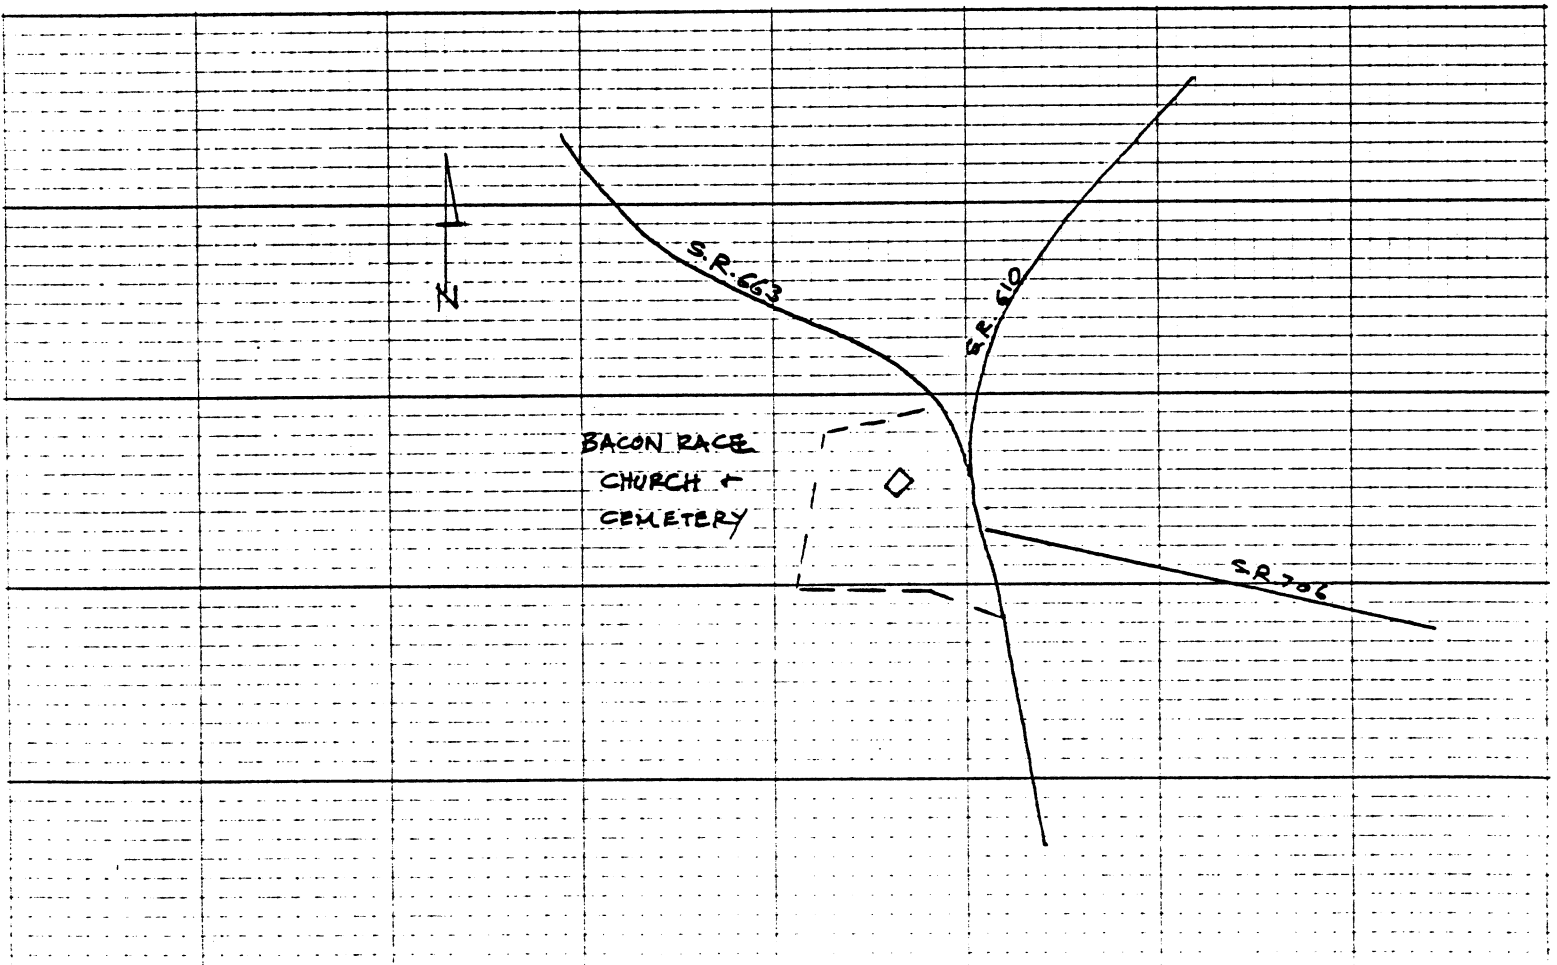 N
S.R. 663
S.R. 610
BACON RACE
CHURCH +
CEMETERY
S R 706